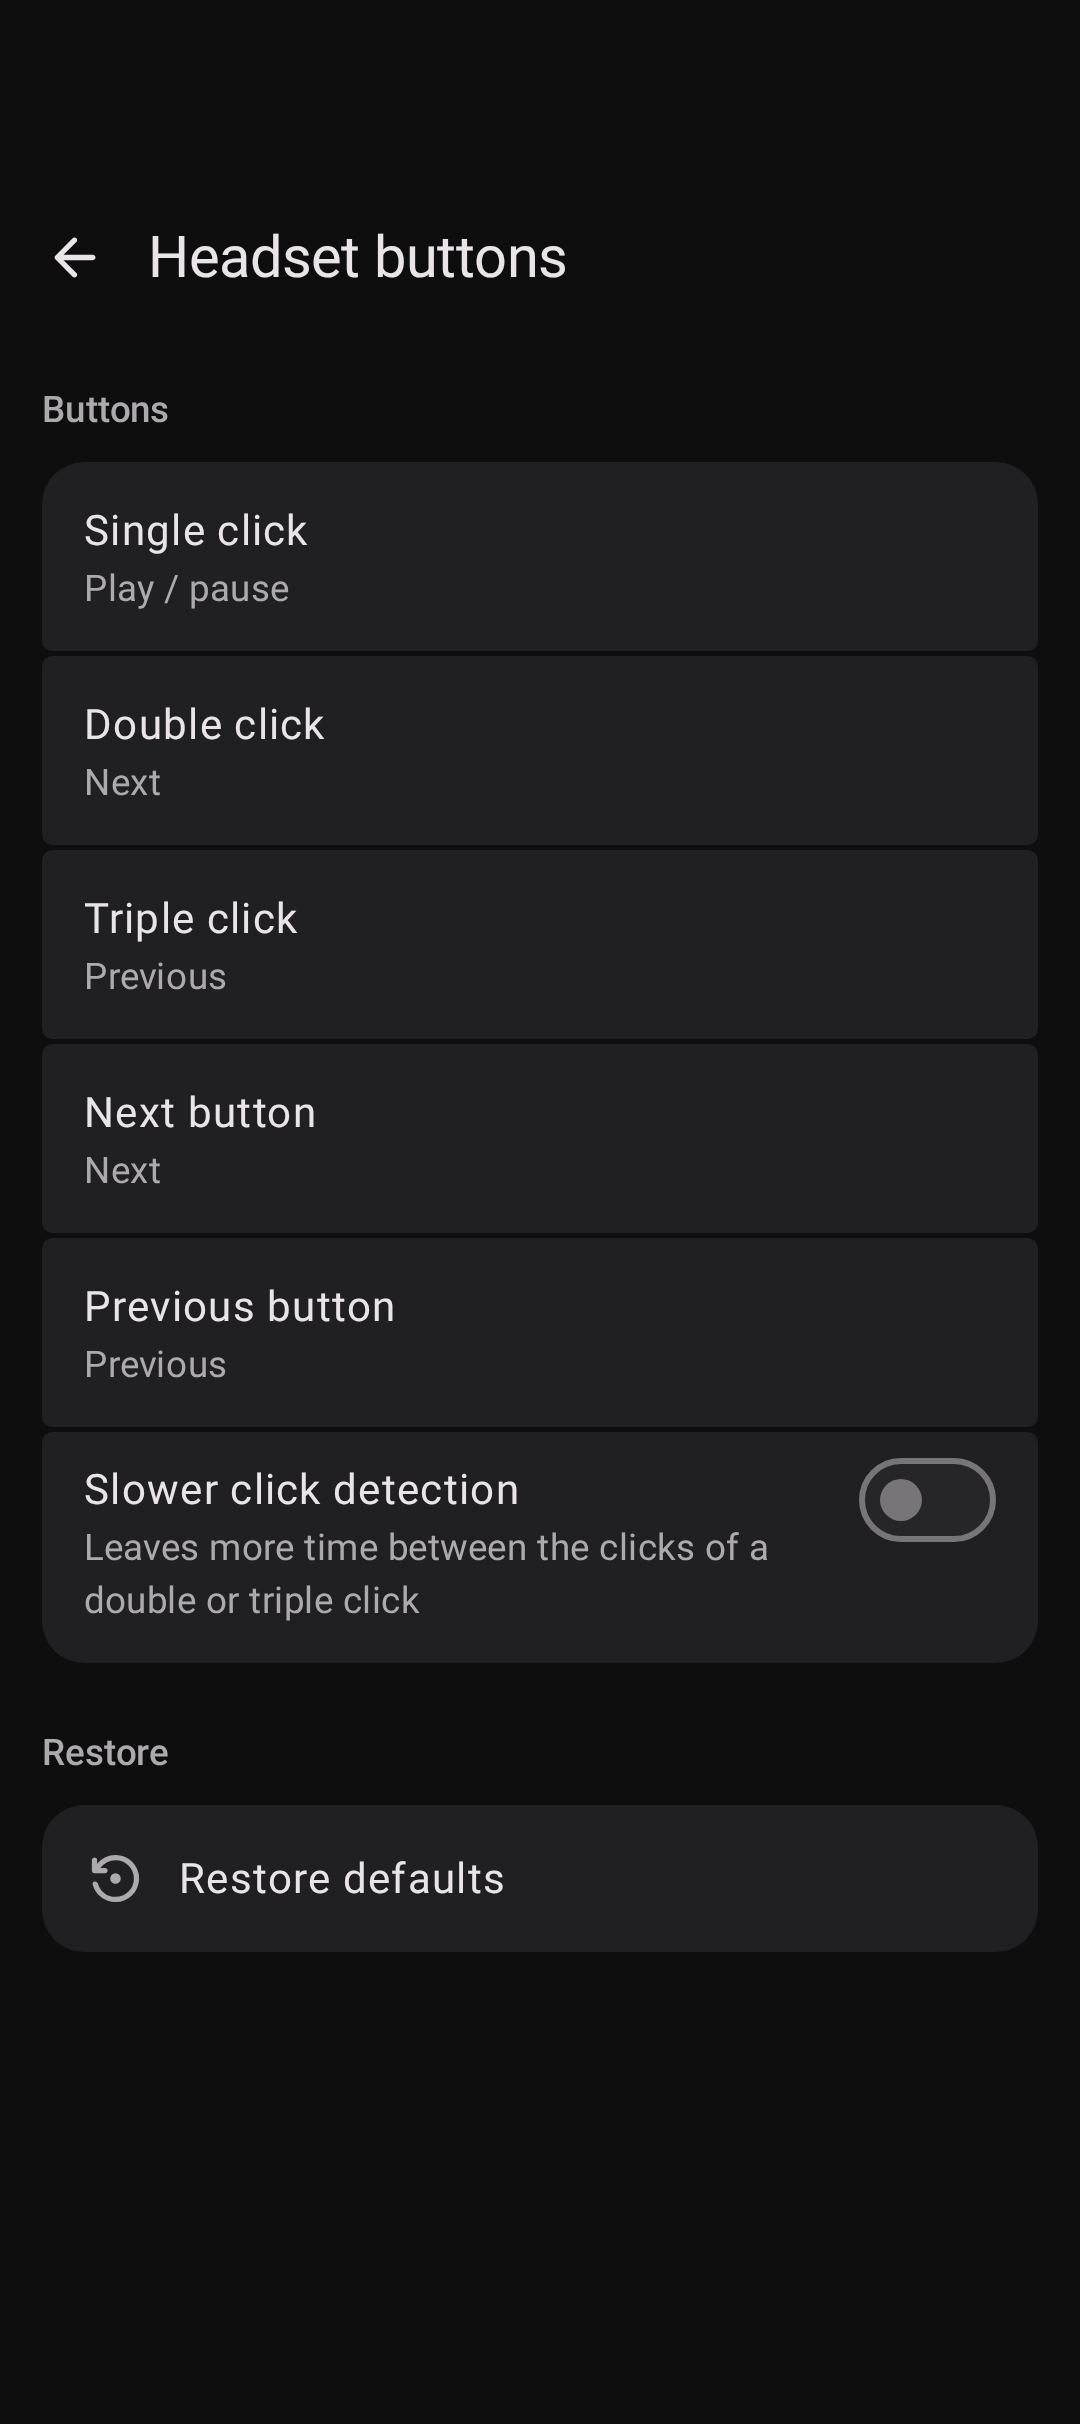 Headset buttons
Buttons
Single click
Play / pause
Double click
Next
Triple click
Previous
Next button
Next
Previous button
Previous
Slower click detection
Leaves more time between the clicks of a
double or triple click
Restore
Restore defaults